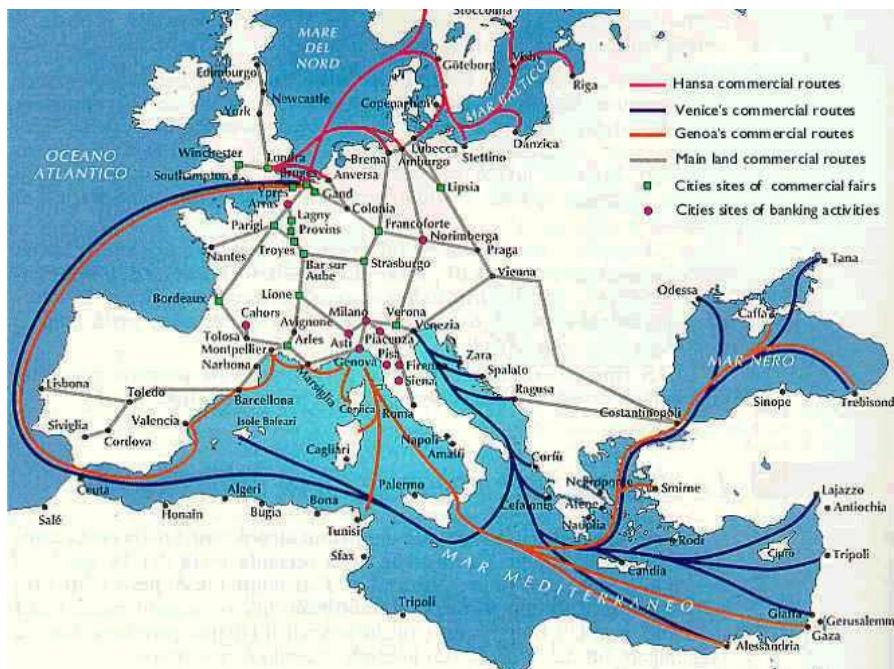 Stoccolma
MARE
DEL
NORD
Edimburgo
Newcastle
York
Göteborg
Visby
Riga
Copenaghen
MAR BALTICO
Hansa commercial routes
Venice's commercial routes
Genoa's commercial routes
Main land commercial routes
Cities sites of commercial fairs
Cities sites of banking activities
OCEANO
ATLANTICO
Winchester
Londra
Southampton
Bruges
Anversa
Brema
Amburgo
Lubecca
Stettino
Danzica
Ypres
Gand
Arras
Colonia
Lipsia
Lagny
Parigi
Provins
Francoforte
Norimberga
Praga
Nantes
Troyes
Bar sur
Aube
Strasburgo
Vienna
Tana
Bordeaux
Lione
Milano
Verona
Venezia
Odessa
Caffa
Cahors
Avignone
Asti
Piacenza
Tolosa
Arles
Montpellier
Genova
Pisa
Firenze
Zara
MAR NERO
Narbona
Marsiglia
Siena
Spalato
Ragusa
Lisbona
Toledo
Barcellona
Corsica
Roma
Costantinopoli
Sinope
Trebisonda
Siviglia
Cordova
Valencia
Isole Baleari
Cagliari
Napoli
Amalfi
Corfù
Negroponte
Smirne
Ceuta
Algeri
Palermo
Cefalonia
Atene
Lajazzo
Salé
Honain
Bugia
Bona
Tunisi
Nauplia
Rodi
Antiochia
Sfax
Candia
Cipro
Tripoli
MAR MEDITERRANEO
Tripoli
Giaffa
Gerusalemme
Gaza
Alessandria